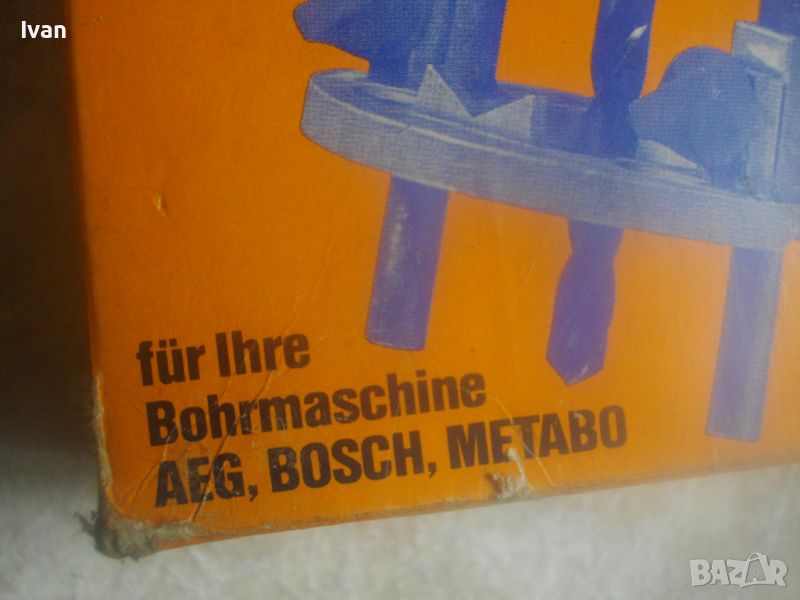 Ivan
für Ihre
Bohrmaschine
AEG, BOSCH, METABO
BAZAR